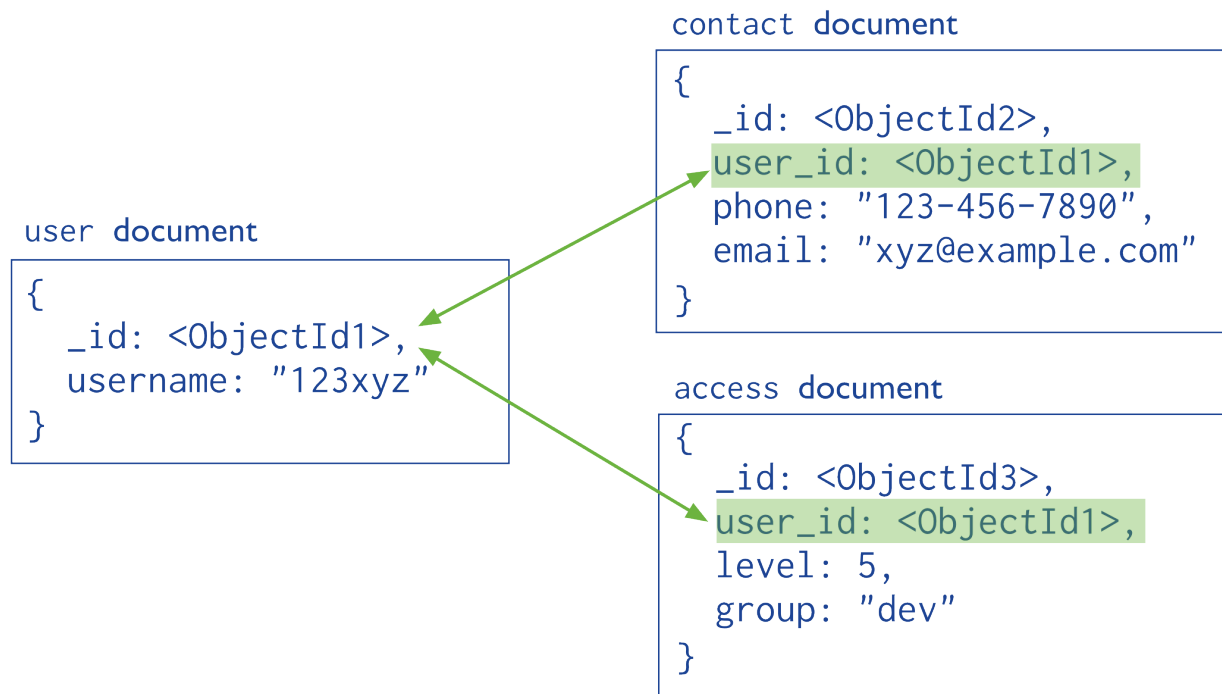 user document
{
_id: <ObjectId1>,
username: "123xyz"
}
contact document
{
_id: <ObjectId2>,
user_id: <ObjectId1>,
phone: "123-456-7890",
email: "xyz@example.com"
}
access document
{
_id: <ObjectId3>,
user_id: <ObjectId1>,
level: 5,
group: "dev"
}